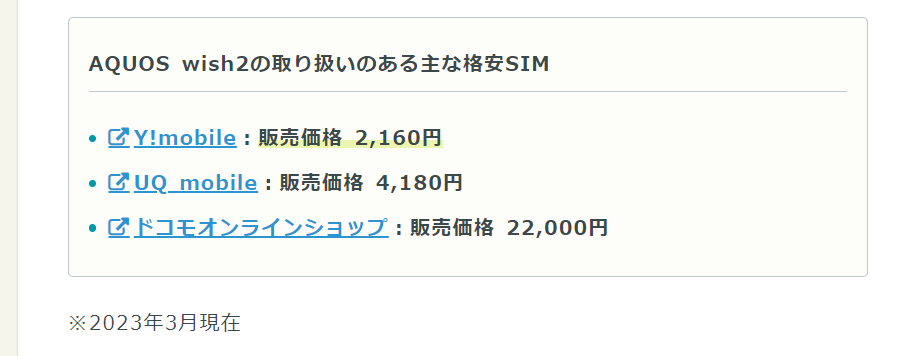 AQUOS wish2の取り扱いのある主な格安SIM
Y!mobile：販売価格 2,160円
UQ mobile：販売価格 4,180円
ドコモオンラインショップ：販売価格 22,000円
※2023年3月現在